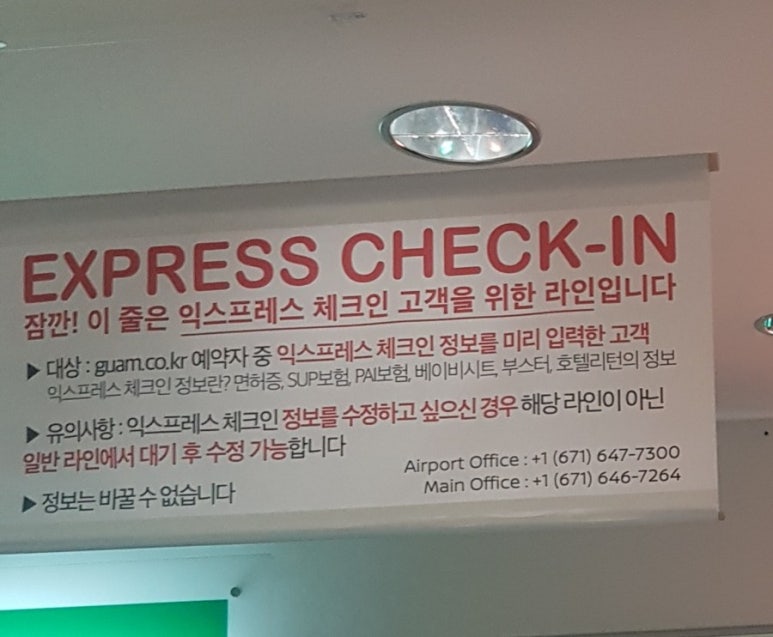 EXPRESS CHECK-IN
잠깐! 이 줄은 익스프레스 체크인 고객을 위한 라인입니다
▶ 대상 : guam.co.kr 예약자 중 익스프레스 체크인 정보를 미리 입력한 고객
익스프레스 체크인 정보란? 면허증, SUP보험, PAI보험, 베이비시트, 부스터, 호텔리턴의 정보
▶ 유의사항 : 익스프레스 체크인 정보를 수정하고 싶으신 경우 해당 라인이 아닌
일반 라인에서 대기 후 수정 가능합니다
▶ 정보는 바꿀 수 없습니다
Airport Office : +1 (671) 647-7300
Main Office : +1 (671) 646-7264